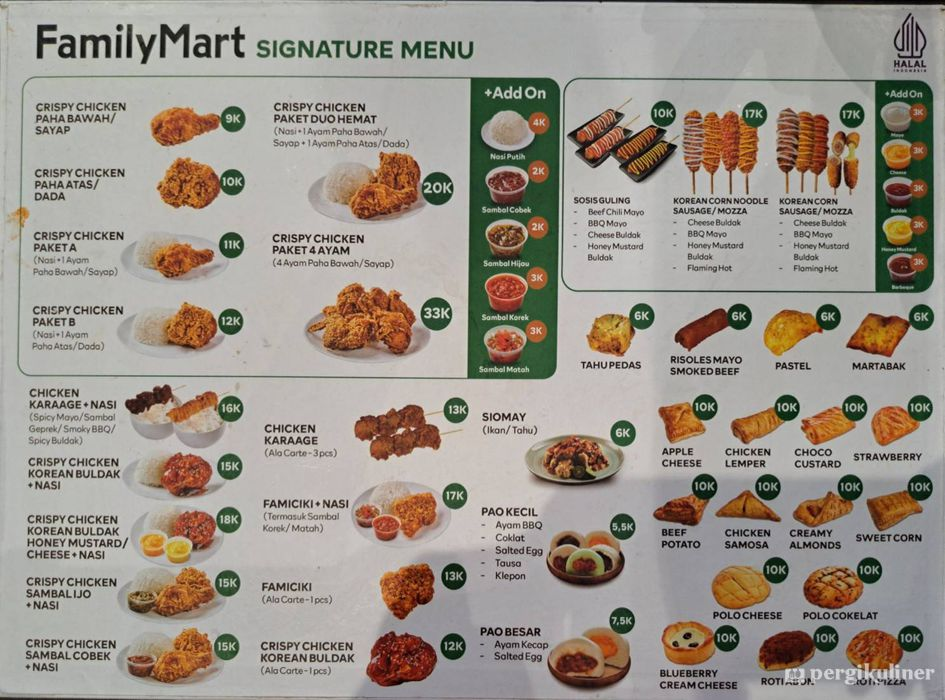 FamilyMart SIGNATURE MENU
HALAL
INDONESIA
CRISPY CHICKEN
PAHA BAWAH/
SAYAP
9K
CRISPY CHICKEN
PAHA ATAS/
DADA
10K
CRISPY CHICKEN
PAKET A
(Nasi + 1 Ayam
Paha Bawah/Sayap)
11K
CRISPY CHICKEN
PAKET B
(Nasi + 1 Ayam
Paha Atas/Dada)
12K
CRISPY CHICKEN
PAKET DUO HEMAT
(Nasi + 1 Ayam Paha Bawah/
Sayap + 1 Ayam Paha Atas/Dada)
20K
CRISPY CHICKEN
PAKET 4 AYAM
(4 Ayam Paha Bawah/Sayap)
33K
+Add On
4K
Nasi Putih
2K
Sambal Cobek
2K
Sambal Hijau
3K
Sambal Korek
3K
Sambal Matah
10K
SOSIS GULING
- Beef Chili Mayo
- BBQ Mayo
- Cheese Buldak
- Honey Mustard
Buldak
17K
KOREAN CORN NOODLE
SAUSAGE/ MOZZA
- Cheese Buldak
- BBQ Mayo
- Honey Mustard
Buldak
- Flaming Hot
17K
KOREAN CORN
SAUSAGE/ MOZZA
- Cheese Buldak
- BBQ Mayo
- Honey Mustard
Buldak
- Flaming Hot
+Add On
3K
Mayo
3K
Cheese
3K
Buldak
3K
Honey Mustard
3K
Barbeque
6K
TAHU PEDAS
6K
RISOLES MAYO
SMOKED BEEF
6K
PASTEL
6K
MARTABAK
CHICKEN
KARAAGE + NASI
(Spicy Mayo/Sambal
Geprek/ Smoky BBQ/
Spicy Buldak)
16K
CRISPY CHICKEN
KOREAN BULDAK
+ NASI
15K
CRISPY CHICKEN
KOREAN BULDAK
HONEY MUSTARD/
CHEESE + NASI
18K
CRISPY CHICKEN
SAMBAL IJO
+ NASI
15K
CRISPY CHICKEN
SAMBAL COBEK
+ NASI
15K
CHICKEN
KARAAGE
(Ala Carte - 3 pcs)
13K
FAMICIKI + NASI
(Termasuk Sambal
Korek/ Matah)
17K
FAMICIKI
(Ala Carte - 1 pcs)
13K
CRISPY CHICKEN
KOREAN BULDAK
(Ala Carte - 1 pcs)
12K
SIOMAY
(Ikan/ Tahu)
6K
PAO KECIL
- Ayam BBQ
- Coklat
- Salted Egg
- Tausa
- Klepon
5,5K
PAO BESAR
- Ayam Kecap
- Salted Egg
7,5K
10K
APPLE
CHEESE
10K
CHICKEN
LEMPER
10K
CHOCO
CUSTARD
10K
STRAWBERRY
10K
BEEF
POTATO
10K
CHICKEN
SAMOSA
10K
CREAMY
ALMONDS
10K
SWEET CORN
10K
POLO CHEESE
10K
POLO COKELAT
10K
BLUEBERRY
CREAM CHEESE
10K
ROTI ABON
10K
ROTI PIZZA
pergikuliner